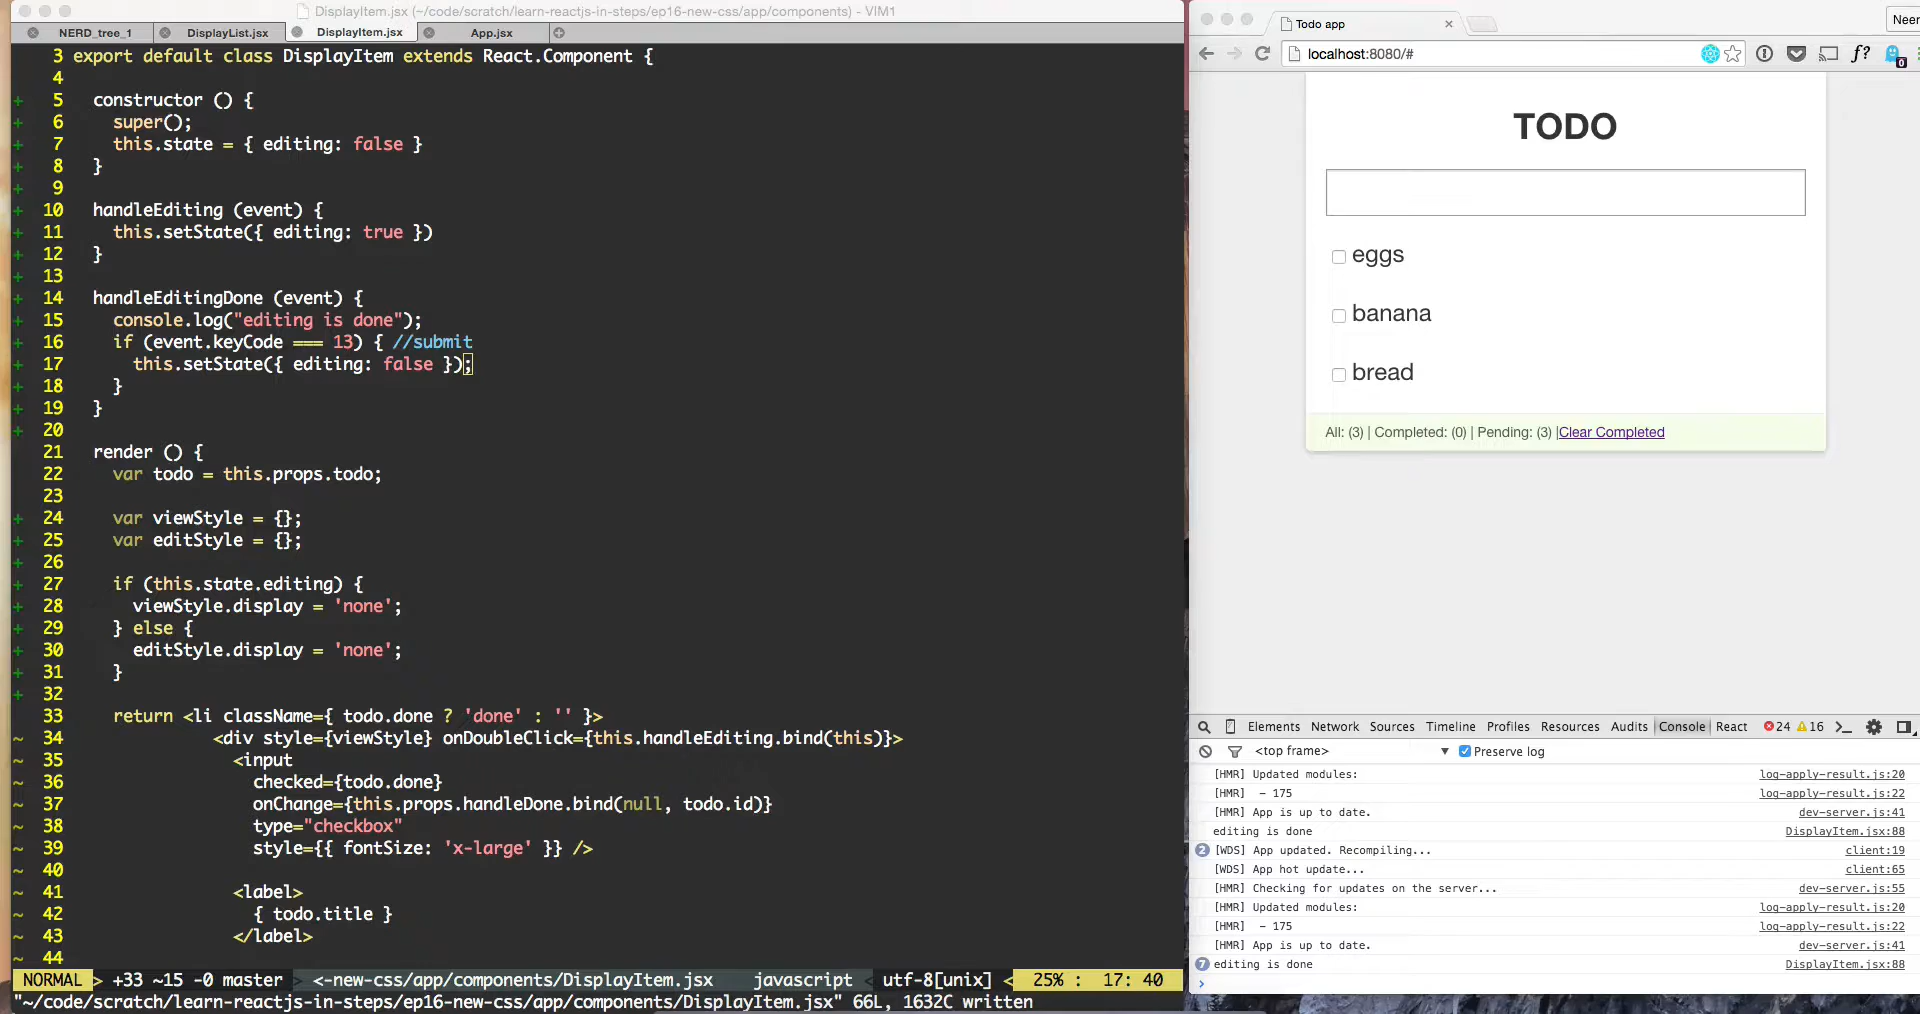 DisplayItem.jsx (~/code/scratch/learn-reactjs-in-steps/ep16-new-css/app/components) - VIM1
NERD_tree_1 DisplayList.jsx DisplayItem.jsx App.jsx
3 export default class DisplayItem extends React.Component {
4
+ 5 constructor () {
+ 6 super();
+ 7 this.state = { editing: false }
+ 8 }
+ 9
+ 10 handleEditing (event) {
+ 11 this.setState({ editing: true })
+ 12 }
+ 13
+ 14 handleEditingDone (event) {
+ 15 console.log("editing is done");
+ 16 if (event.keyCode === 13) { //submit
+ 17 this.setState({ editing: false });
+ 18 }
+ 19 }
+ 20
21 render () {
22 var todo = this.props.todo;
23
+ 24 var viewStyle = {};
+ 25 var editStyle = {};
+ 26
+ 27 if (this.state.editing) {
+ 28 viewStyle.display = 'none';
+ 29 } else {
+ 30 editStyle.display = 'none';
+ 31 }
+ 32
33 return <li className={ todo.done ? 'done' : '' }>
~ 34 <div style={viewStyle} onDoubleClick={this.handleEditing.bind(this)}>
~ 35 <input
~ 36 checked={todo.done}
~ 37 onChange={this.props.handleDone.bind(null, todo.id)}
~ 38 type="checkbox"
~ 39 style={{ fontSize: 'x-large' }} />
~ 40
~ 41 <label>
~ 42 { todo.title }
~ 43 </label>
~ 44
NORMAL > +33 ~15 -0 master > <-new-css/app/components/DisplayItem.jsx javascript < utf-8[unix] < 25% : 17: 40
"~/code/scratch/learn-reactjs-in-steps/ep16-new-css/app/components/DisplayItem.jsx" 66L, 1632C written
Todo app
Neer
localhost:8080/#
f?
0
TODO
eggs
banana
bread
All: (3) | Completed: (0) | Pending: (3) |Clear Completed
Elements Network Sources Timeline Profiles Resources Audits Console React 24 16
<top frame> Preserve log
[HMR] Updated modules: log-apply-result.js:20
[HMR] - 175 log-apply-result.js:22
[HMR] App is up to date. dev-server.js:41
editing is done DisplayItem.jsx:88
2 [WDS] App updated. Recompiling... client:19
[WDS] App hot update... client:65
[HMR] Checking for updates on the server... dev-server.js:55
[HMR] Updated modules: log-apply-result.js:20
[HMR] - 175 log-apply-result.js:22
[HMR] App is up to date. dev-server.js:41
7 editing is done DisplayItem.jsx:88
>